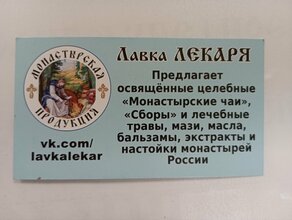 МОНАСТЫРСКАЯ
ПРОДУКЦИЯ
vk.com/
lavkalekar
Лавка ЛЕКАРЯ
Предлагает
освящённые целебные
«Монастырские чаи»,
«Сборы» и лечебные
травы, мази, масла,
бальзамы, экстракты и
настойки монастырей
России